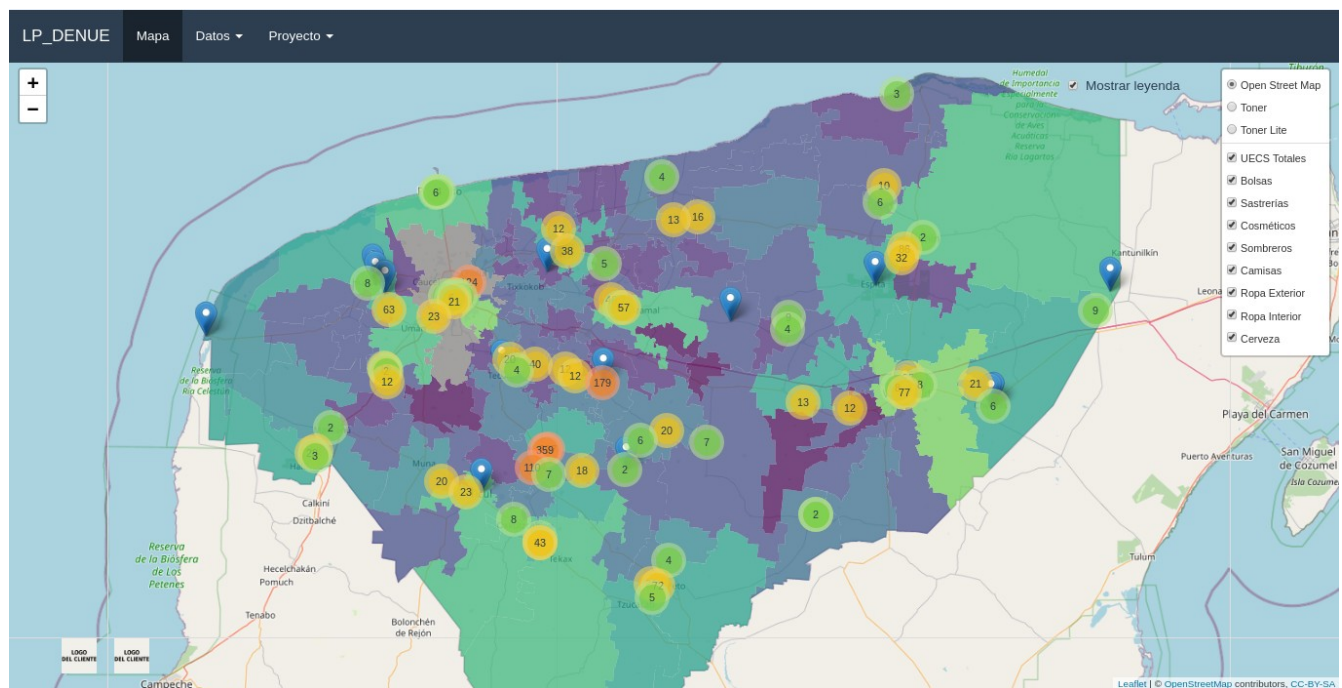 LP_DENUE
Mapa
Datos
Proyecto
+
−
Mostrar leyenda
Open Street Map
Toner
Toner Lite
UECS Totales
Bolsas
Sastrerias
Cosméticos
Sombreros
Camisas
Ropa Exterior
Ropa Interior
Cerveza
Humedal
de Importancia
Especialmente
para la
Conservación
de Aves
Acuáticas
Reserva
Ría Lagartos
3
6
4
10
6
13
16
12
38
2
32
5
8
Kantunilkín
63
21
23
57
4
9
Reserva
de la Biósfera
Ría Celestún
4
40
12
179
12
13
12
77
8
21
6
Playa del Carmen
2
3
359
7
18
6
20
7
2
Muna
20
23
Puerto Aventuras
San Miguel
de Cozumel
Isla Cozumel
Calkiní
Dzitbalché
8
43
2
Reserva
de la Biósfera
de Los
Petenes
Tekax
4
5
Tulum
Hecelchakán
Pomuch
Tenabo
Bolonchén
de Rejón
LOGO
DEL CLIENTE
LOGO
DEL CLIENTE
Campeche
Leaflet | © OpenStreetMap contributors, CC-BY-SA